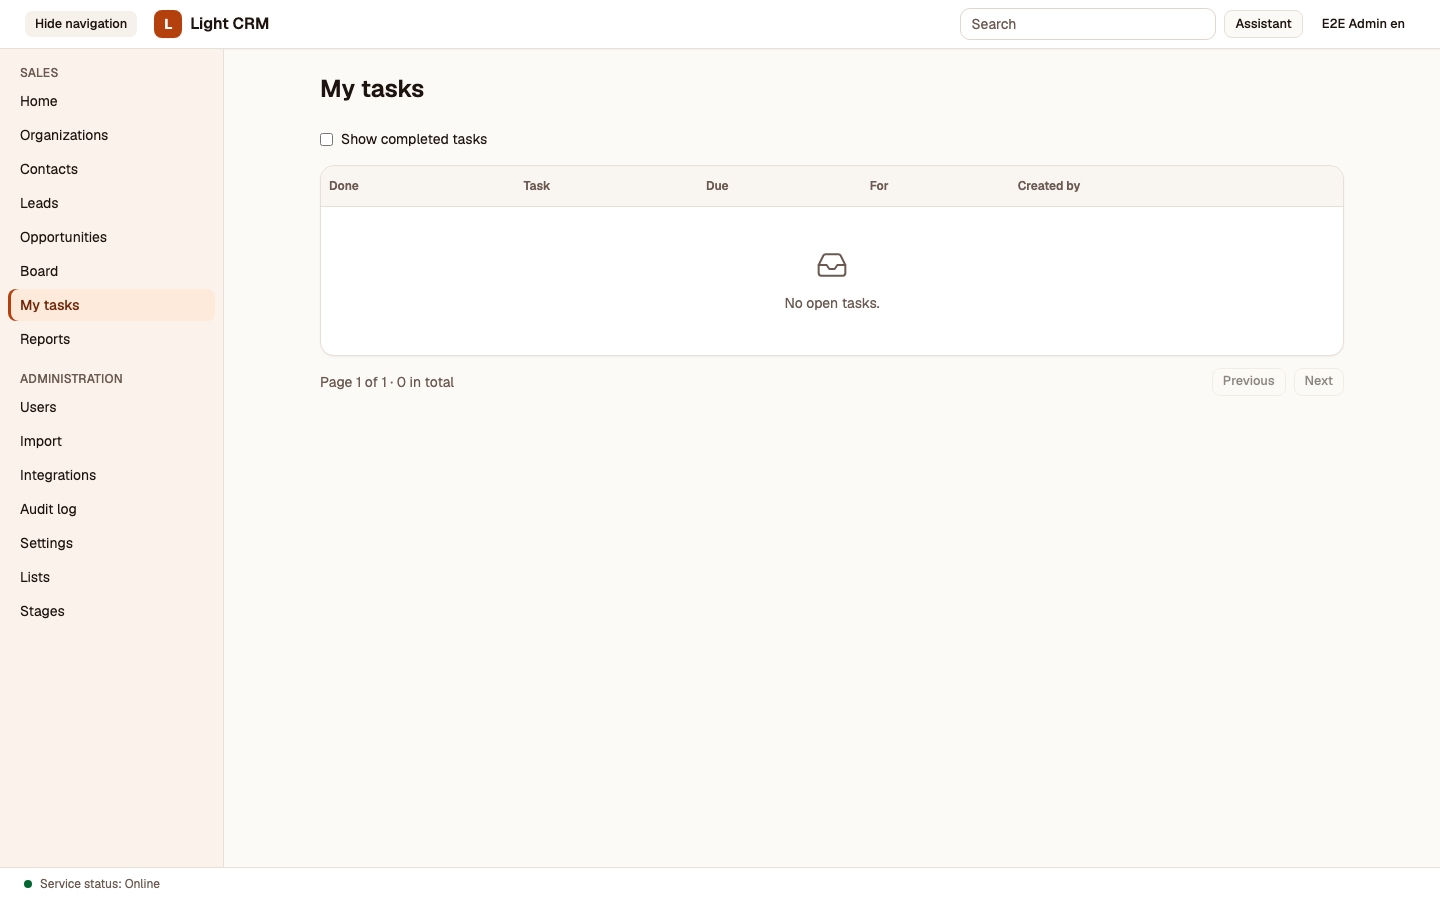 Hide navigation
L
Light CRM
Search
Assistant
E2E Admin en
SALES
Home
Organizations
Contacts
Leads
Opportunities
Board
My tasks
Reports
ADMINISTRATION
Users
Import
Integrations
Audit log
Settings
Lists
Stages
My tasks
Show completed tasks
Done Task Due For Created by
No open tasks.
Page 1 of 1 · 0 in total
Previous
Next
Service status: Online